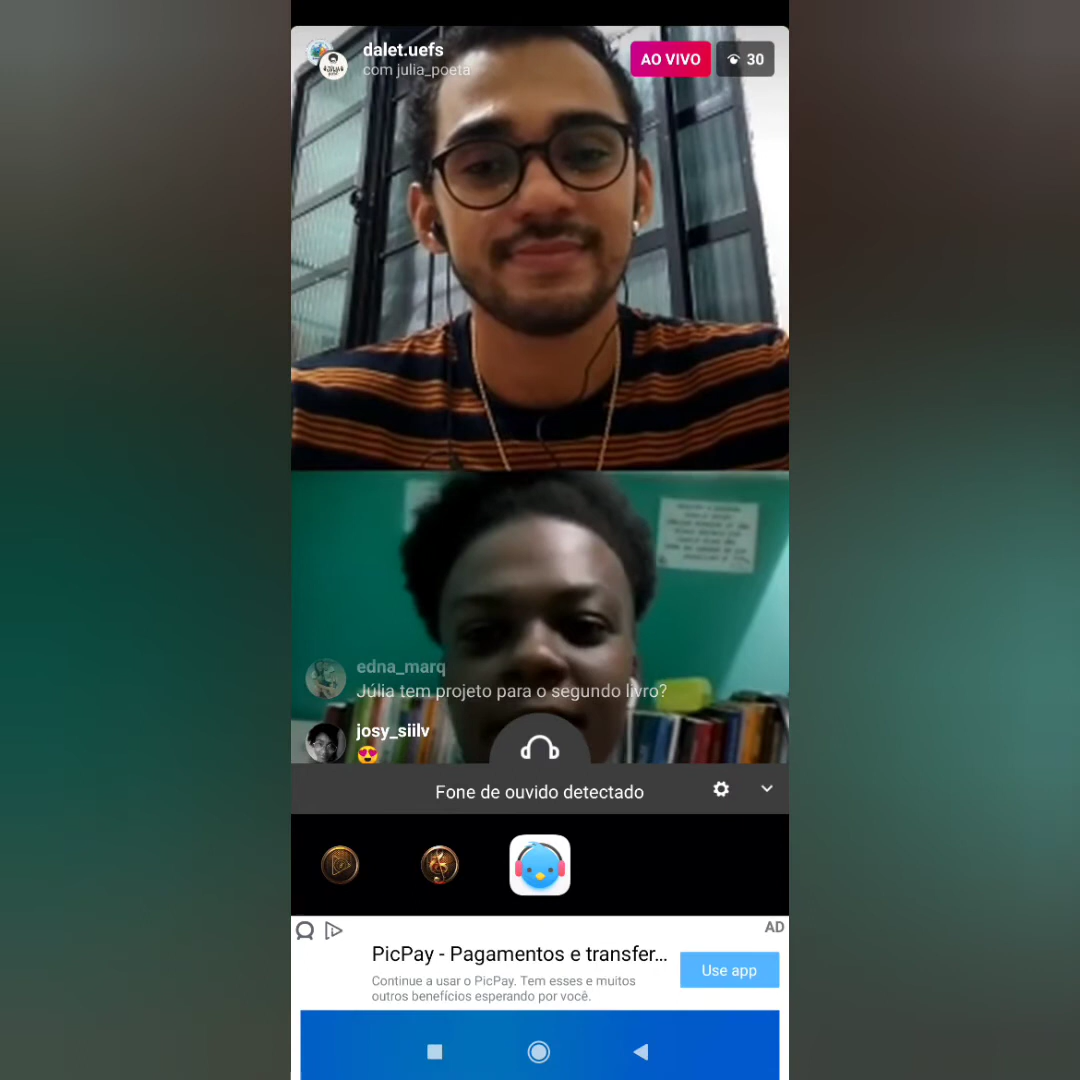 dalet.uefs
com julia_poeta
AO VIVO
30
edna_marq
Júlia tem projeto para o segundo livro?
josy_siilv
Fone de ouvido detectado
AD
PicPay - Pagamentos e transfer...
Continue a usar o PicPay. Tem esses e muitos
outros benefícios esperando por você.
Use app